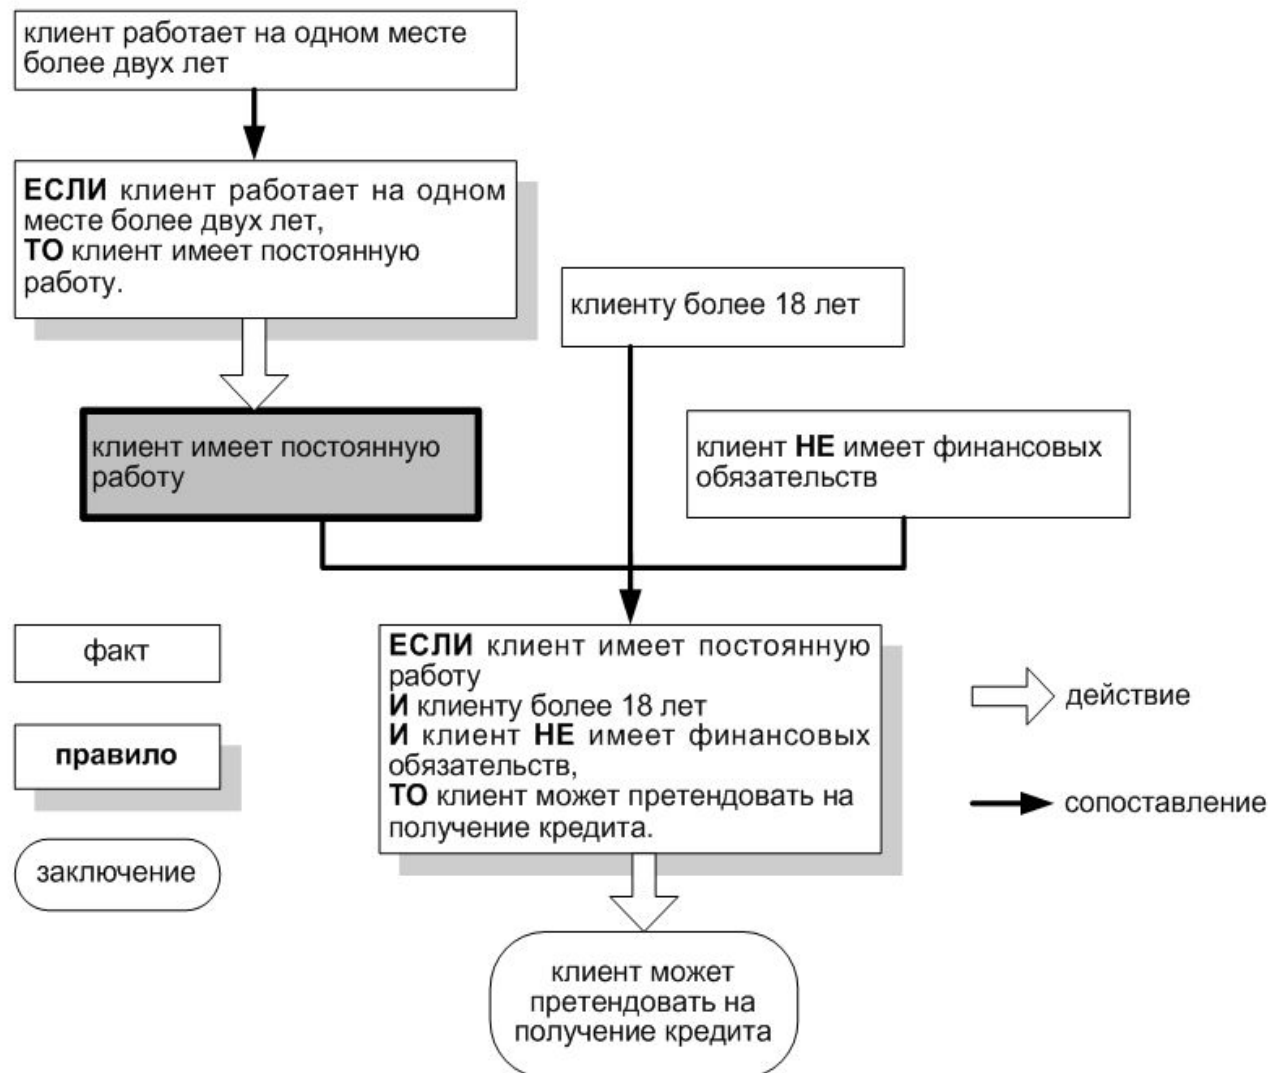 клиент работает на одном месте
более двух лет
ЕСЛИ клиент работает на одном
месте более двух лет,
ТО клиент имеет постоянную
работу.
клиенту более 18 лет
клиент имеет постоянную
работу
клиент НЕ имеет финансовых
обязательств
факт
правило
заключение
ЕСЛИ клиент имеет постоянную
работу
И клиенту более 18 лет
И клиент НЕ имеет финансовых
обязательств,
ТО клиент может претендовать на
получение кредита.
действие
сопоставление
клиент может
претендовать на
получение кредита